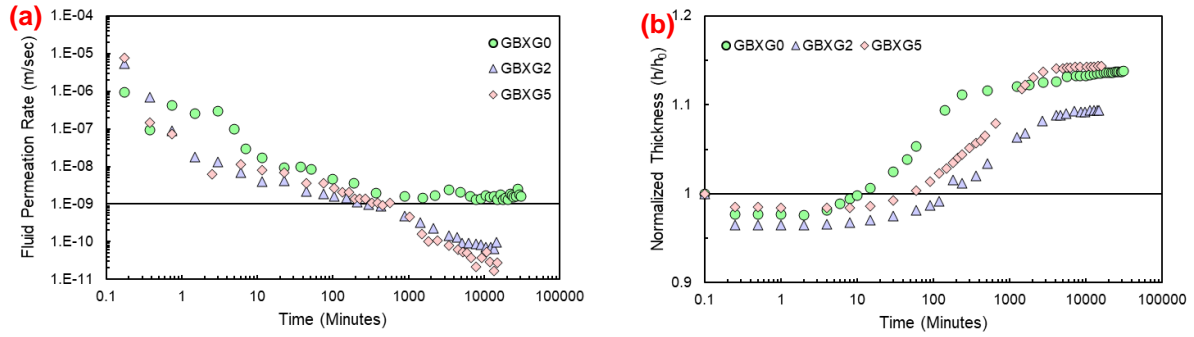 (a)
Fluid Permeation Rate (m/sec)
1.E-04
1.E-05
1.E-06
1.E-07
1.E-08
1.E-09
1.E-10
1.E-11
GBXG0
GBXG2
GBXG5
0.1 1 10 100 1000 10000 100000
Time (Minutes)
(b)
Normalized Thickness (h/h₀)
1.2
1.1
1
0.9
GBXG0 GBXG2 GBXG5
0.1 1 10 100 1000 10000 100000
Time (Minutes)